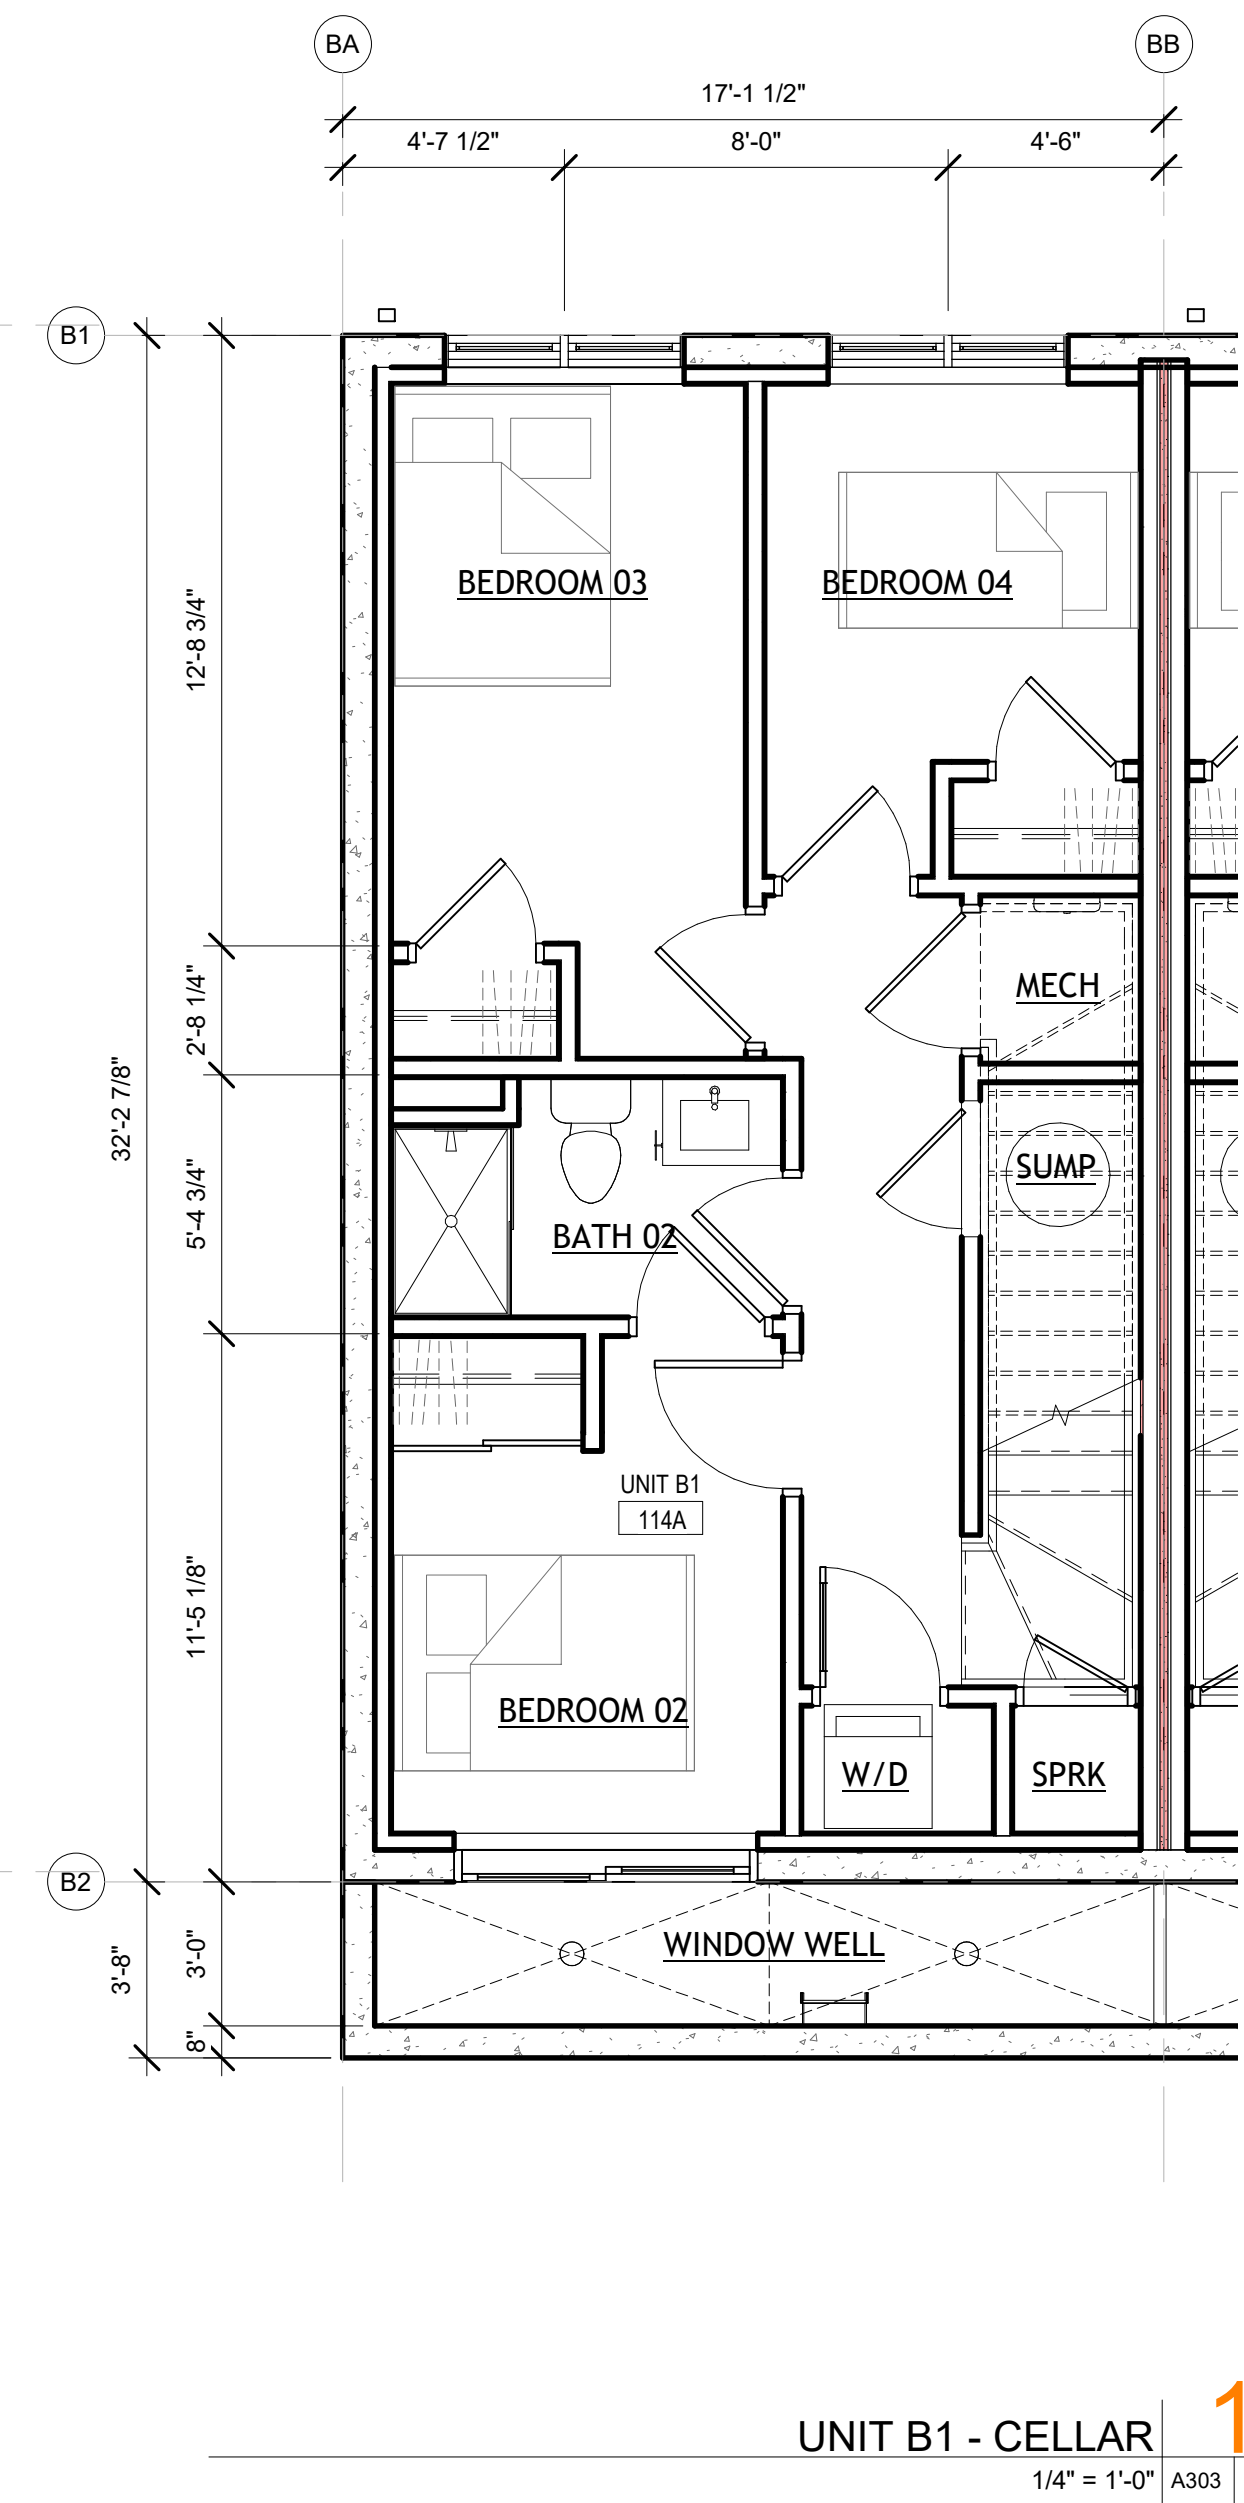 BA
BB
17'-1 1/2"
4'-7 1/2"
8'-0"
4'-6"
B1
BEDROOM 03
BEDROOM 04
12'-8 3/4"
MECH
2'-8 1/4"
32'-2 7/8"
SUMP
5'-4 3/4"
BATH 02
UNIT B1
114A
11'-5 1/8"
BEDROOM 02
W/D
SPRK
B2
WINDOW WELL
3'-0"
3'-8"
8"
1
UNIT B1 - CELLAR
1/4" = 1'-0"
A303